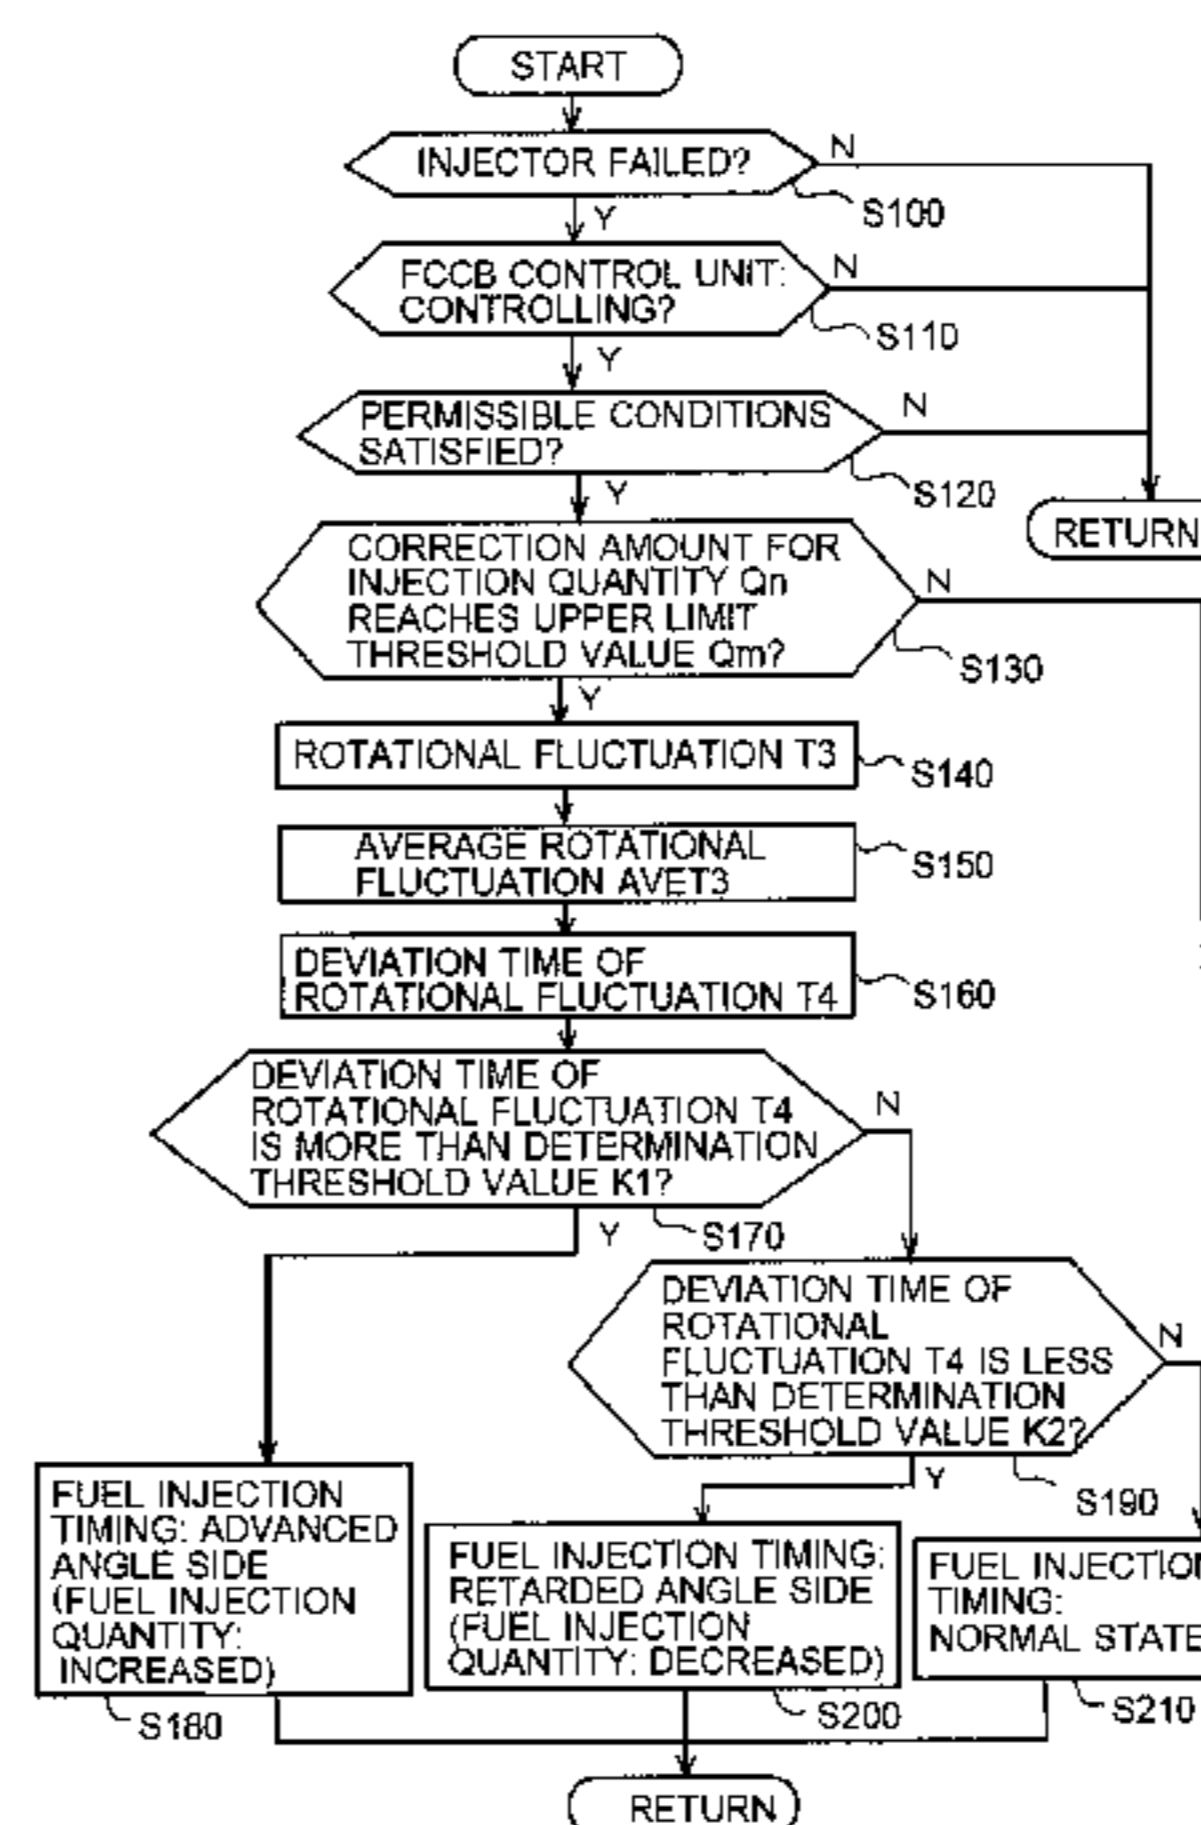 START
INJECTOR FAILED?
N
S100
Y
FCCB CONTROL UNIT:
CONTROLLING?
N
S110
Y
PERMISSIBLE CONDITIONS
SATISFIED?
N
S120
Y
RETURN
CORRECTION AMOUNT FOR
INJECTION QUANTITY Qn
REACHES UPPER LIMIT
THRESHOLD VALUE Qm?
N
S130
Y
ROTATIONAL FLUCTUATION T3
S140
AVERAGE ROTATIONAL
FLUCTUATION AVET3
S150
DEVIATION TIME OF
ROTATIONAL FLUCTUATION T4
S160
DEVIATION TIME OF
ROTATIONAL FLUCTUATION T4
IS MORE THAN DETERMINATION
THRESHOLD VALUE K1?
N
Y
S170
DEVIATION TIME OF
ROTATIONAL
FLUCTUATION T4 IS LESS
THAN DETERMINATION
THRESHOLD VALUE K2?
N
Y
S190
FUEL INJECTION
TIMING: ADVANCED
ANGLE SIDE
(FUEL INJECTION
QUANTITY:
INCREASED)
S180
FUEL INJECTION TIMING:
RETARDED ANGLE SIDE
(FUEL INJECTION
QUANTITY: DECREASED)
S200
FUEL INJECTION
TIMING:
NORMAL STATE
S210
RETURN